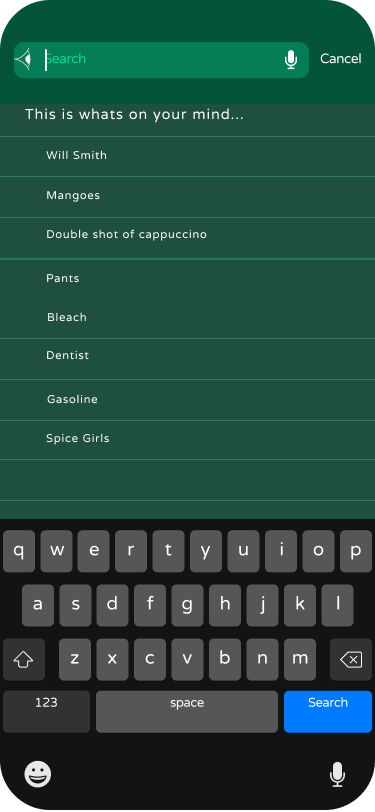 Search
Cancel
This is whats on your mind...
Will Smith
Mangoes
Double shot of cappuccino
Pants
Bleach
Dentist
Gasoline
Spice Girls
q w e r t y u i o p
a s d f g h j k l
z x c v b n m
123 space Search